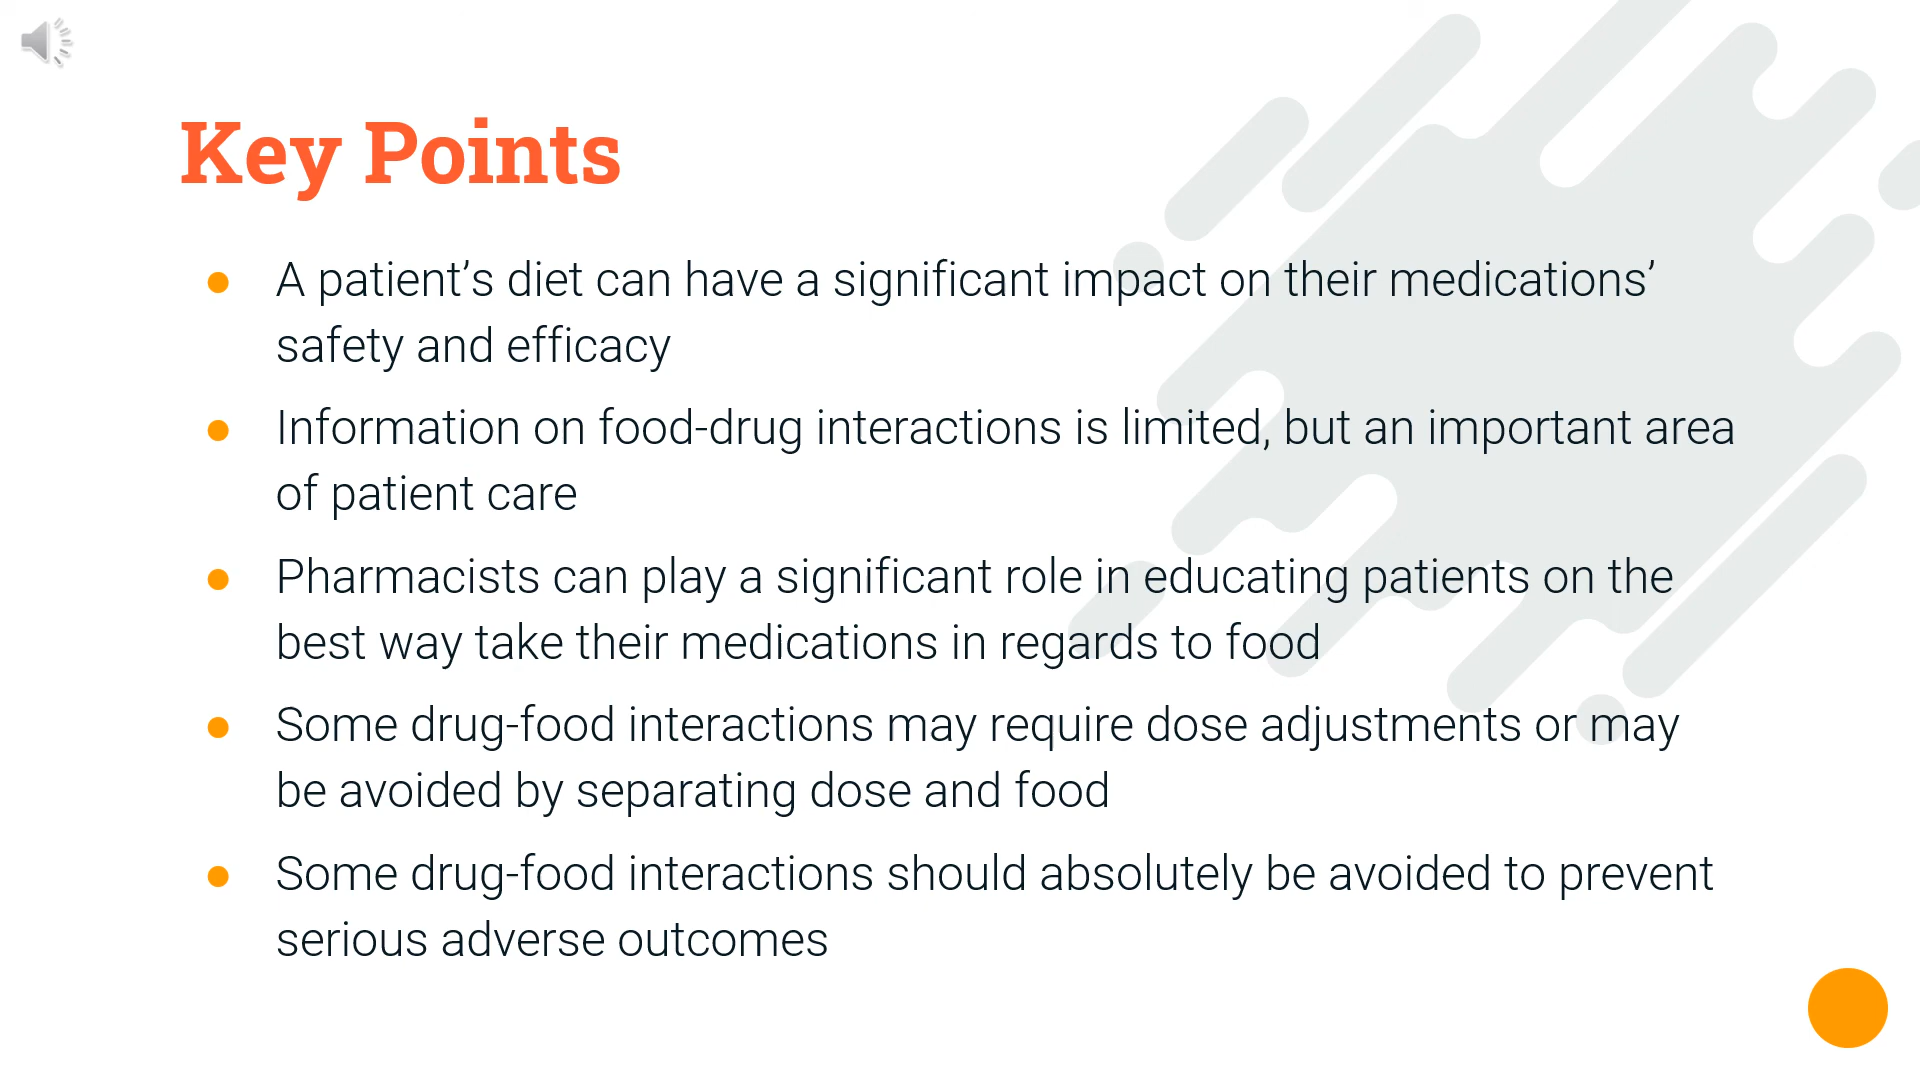 Key Points
A patient’s diet can have a significant impact on their medications’
safety and efficacy
Information on food-drug interactions is limited, but an important area
of patient care
Pharmacists can play a significant role in educating patients on the
best way take their medications in regards to food
Some drug-food interactions may require dose adjustments or may
be avoided by separating dose and food
Some drug-food interactions should absolutely be avoided to prevent
serious adverse outcomes